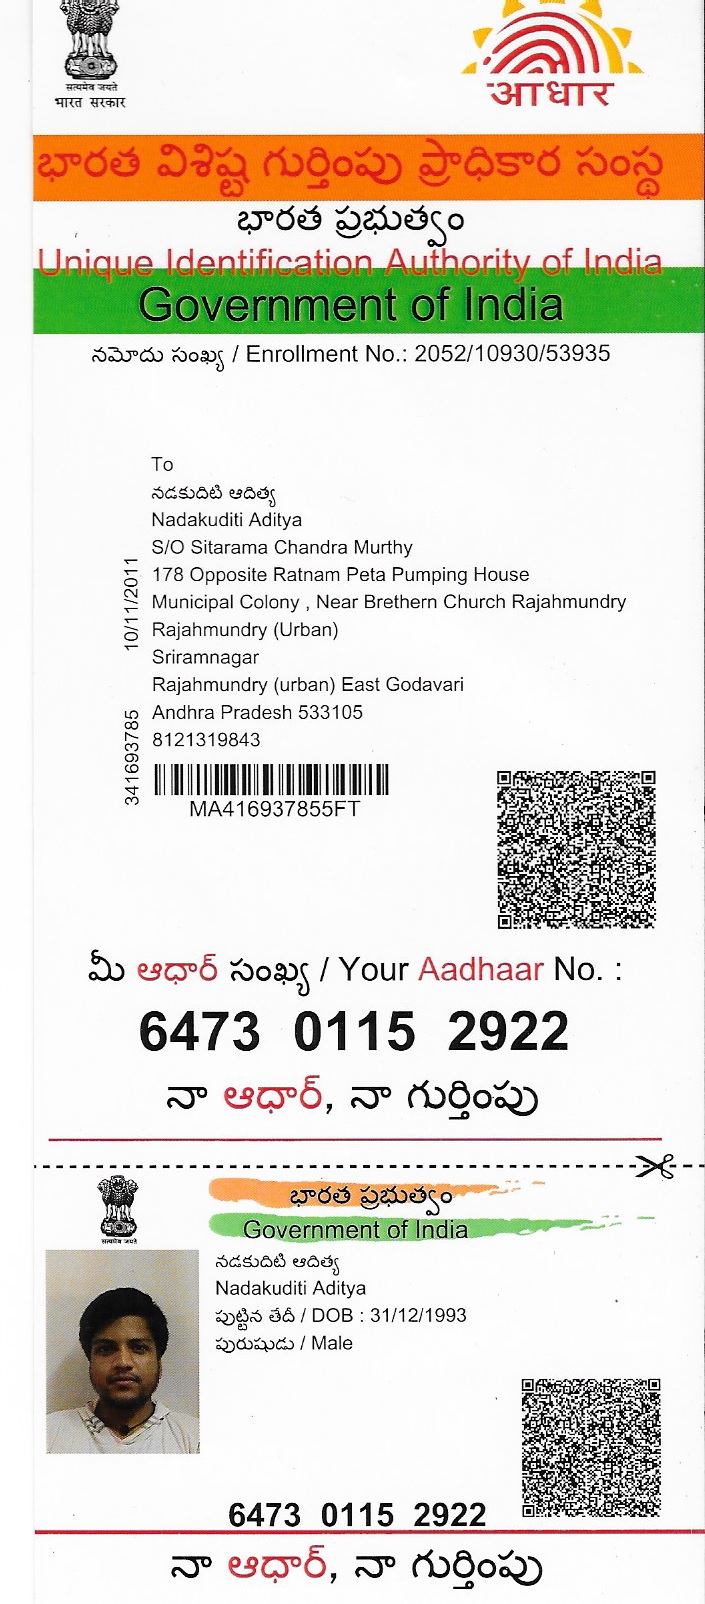 सत्यमेव जयते
भारत सरकार
आधार
భారత విశిష్ట గుర్తింపు ప్రాధికార సంస్థ
భారత ప్రభుత్వం
Unique Identification Authority of India
Government of India
నమోదు సంఖ్య / Enrollment No.: 2052/10930/53935
To
నడకుదిటి ఆదిత్య
Nadakuditi Aditya
S/O Sitarama Chandra Murthy
178 Opposite Ratnam Peta Pumping House
Municipal Colony , Near Brethern Church Rajahmundry
Rajahmundry (Urban)
Sriramnagar
Rajahmundry (urban) East Godavari
Andhra Pradesh 533105
8121319843
10/11/2011
341693785
MA416937855FT
మీ ఆధార్ సంఖ్య / Your Aadhaar No. :
6473 0115 2922
నా ఆధార్, నా గుర్తింపు
सत्यमेव जयते
భారత ప్రభుత్వం
Government of India
నడకుదిటి ఆదిత్య
Nadakuditi Aditya
పుట్టిన తేదీ / DOB : 31/12/1993
పురుషుడు / Male
6473 0115 2922
నా ఆధార్, నా గుర్తింపు